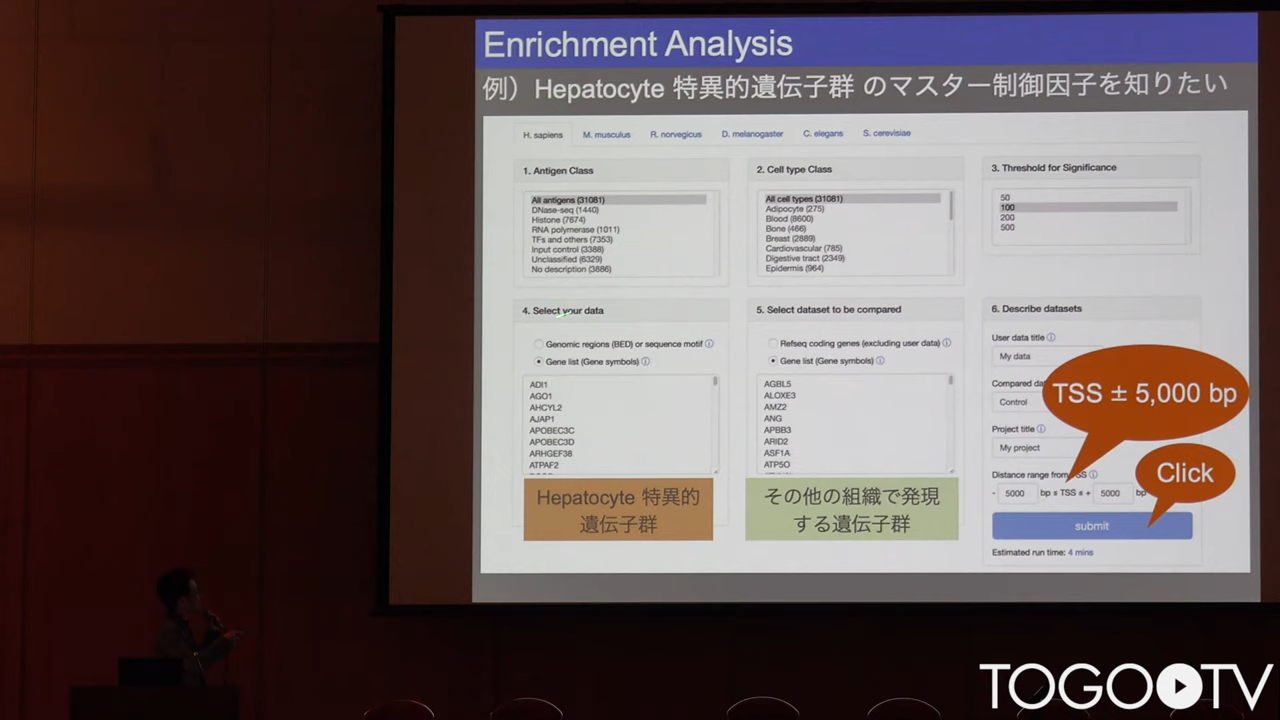 Enrichment Analysis
例）Hepatocyte 特異的遺伝子群 のマスター制御因子を知りたい
H. sapiens M. musculus R. norvegicus D. melanogaster C. elegans S. cerevisiae
1. Antigen Class
All antigens (31081)
DNase-seq (1440)
Histone (7674)
RNA polymerase (1011)
TFs and others (7353)
Input control (3388)
Unclassified (6329)
No description (3886)
2. Cell type Class
All cell types (31081)
Adipocyte (275)
Blood (8600)
Bone (466)
Breast (2889)
Cardiovascular (785)
Digestive tract (2349)
Epidermis (964)
3. Threshold for Significance
50
100
200
500
4. Select your data
Genomic regions (BED) or sequence motif
Gene list (Gene symbols)
ADI1
AGO1
AHCYL2
AJAP1
APOBEC3C
APOBEC3D
ARHGEF38
ATPAF2
Hepatocyte 特異的
遺伝子群
5. Select dataset to be compared
Refseq coding genes (excluding user data)
Gene list (Gene symbols)
AGBL5
ALOXE3
AMZ2
ANG
APBB3
ARID2
ASF1A
ATP5O
その他の組織で発現
する遺伝子群
6. Describe datasets
User data title
My data
Compared
Control
TSS ± 5,000 bp
Project title
My project
Click
Distance range from TSS
- 5000 bp ≤ TSS ≤ + 5000 bp
submit
Estimated run time: 4 mins
TOGO TV